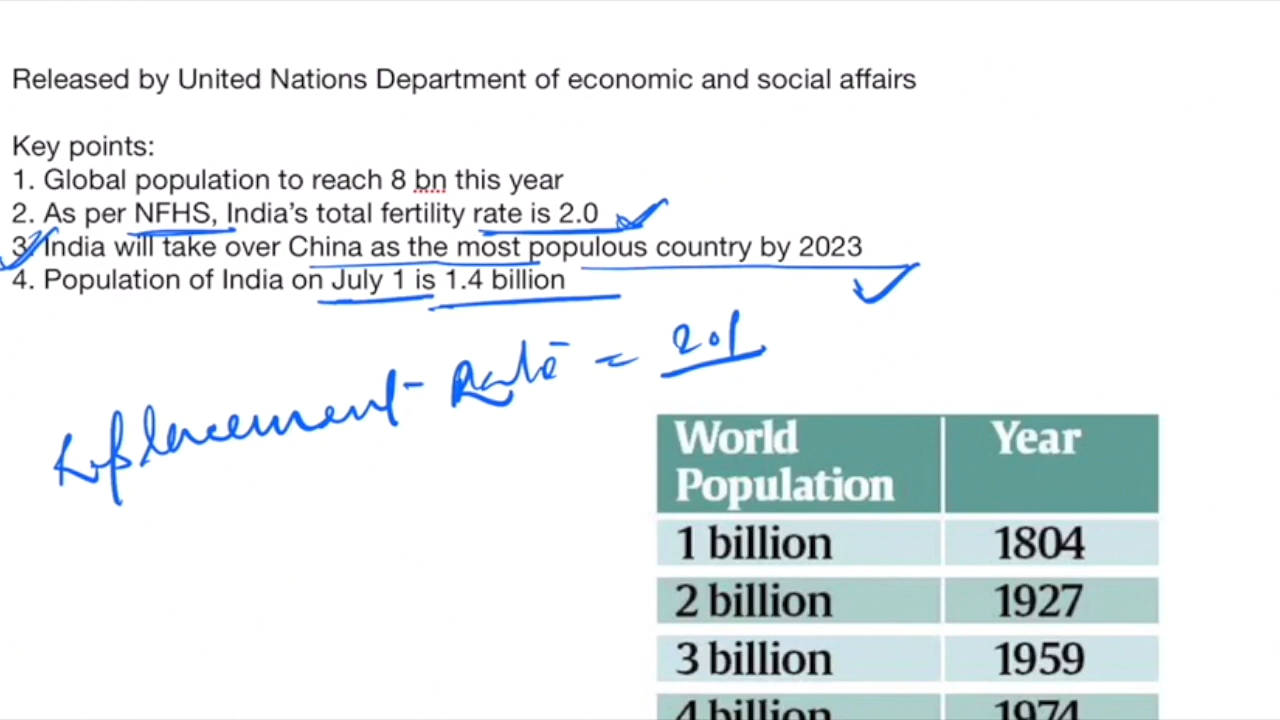 Released by United Nations Department of economic and social affairs
Key points:
1. Global population to reach 8 bn this year
2. As per NFHS, India's total fertility rate is 2.0
3. India will take over China as the most populous country by 2023
4. Population of India on July 1 is 1.4 billion
Replacement Rate = 2.1
World Population Year
1 billion 1804
2 billion 1927
3 billion 1959
4 billion 1974